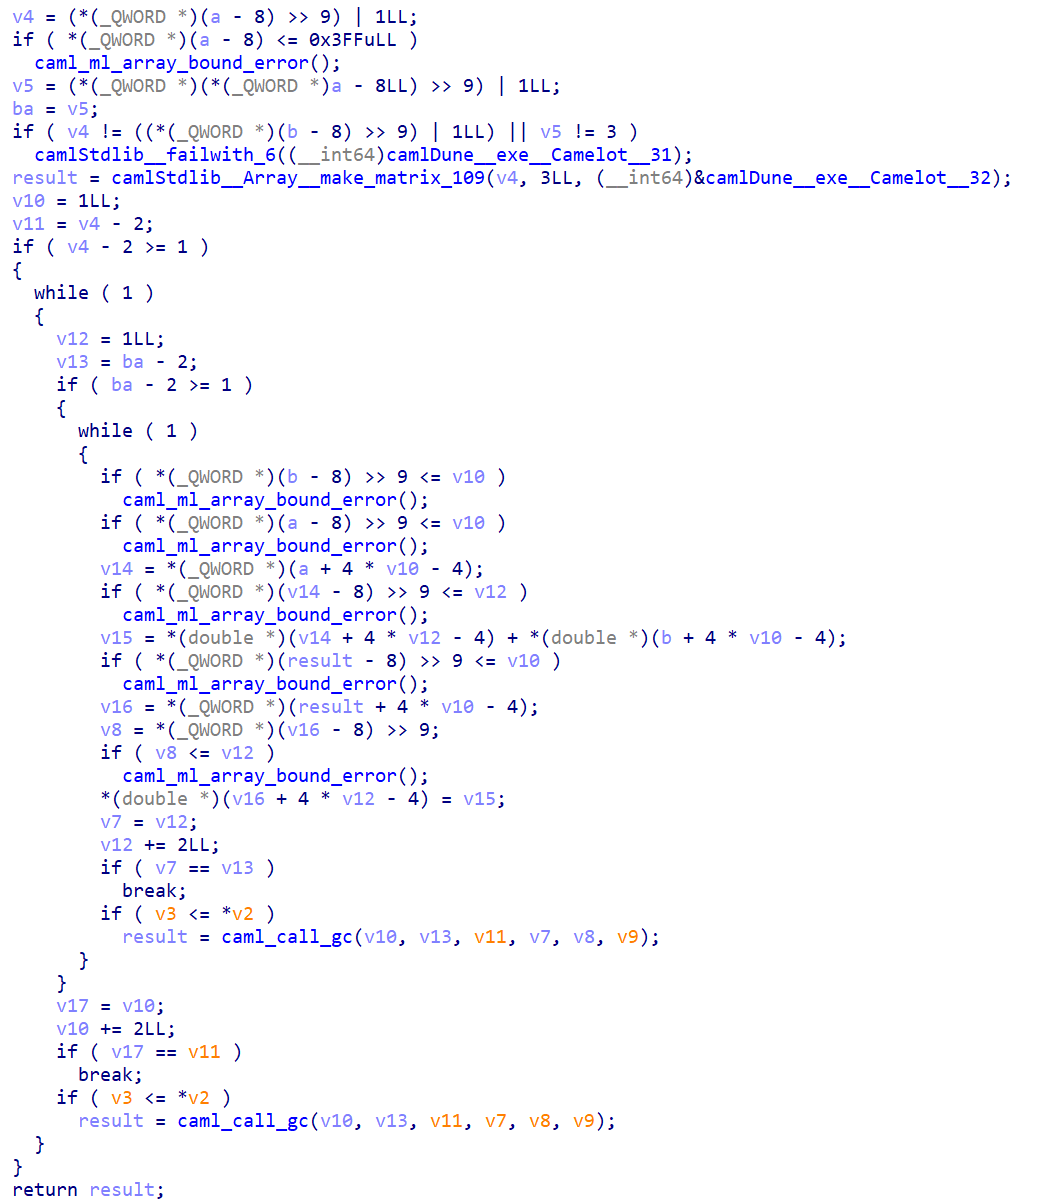 v4 = (*(_QWORD *)(a - 8) >> 9) | 1LL;
if ( *(_QWORD *)(a - 8) <= 0x3FFuLL )
  caml_ml_array_bound_error();
v5 = (*(_QWORD *)(*(_QWORD *)a - 8LL) >> 9) | 1LL;
ba = v5;
if ( v4 != ((*(_QWORD *)(b - 8) >> 9) | 1LL) || v5 != 3 )
  camlStdlib__failwith_6((__int64)camlDune__exe__Camelot__31);
result = camlStdlib__Array__make_matrix_109(v4, 3LL, (__int64)&camlDune__exe__Camelot__32);
v10 = 1LL;
v11 = v4 - 2;
if ( v4 - 2 >= 1 )
{
  while ( 1 )
  {
    v12 = 1LL;
    v13 = ba - 2;
    if ( ba - 2 >= 1 )
    {
      while ( 1 )
      {
        if ( *(_QWORD *)(b - 8) >> 9 <= v10 )
          caml_ml_array_bound_error();
        if ( *(_QWORD *)(a - 8) >> 9 <= v10 )
          caml_ml_array_bound_error();
        v14 = *(_QWORD *)(a + 4 * v10 - 4);
        if ( *(_QWORD *)(v14 - 8) >> 9 <= v12 )
          caml_ml_array_bound_error();
        v15 = *(double *)(v14 + 4 * v12 - 4) + *(double *)(b + 4 * v10 - 4);
        if ( *(_QWORD *)(result - 8) >> 9 <= v10 )
          caml_ml_array_bound_error();
        v16 = *(_QWORD *)(result + 4 * v10 - 4);
        v8 = *(_QWORD *)(v16 - 8) >> 9;
        if ( v8 <= v12 )
          caml_ml_array_bound_error();
        *(double *)(v16 + 4 * v12 - 4) = v15;
        v7 = v12;
        v12 += 2LL;
        if ( v7 == v13 )
          break;
        if ( v3 <= *v2 )
          result = caml_call_gc(v10, v13, v11, v7, v8, v9);
      }
    }
    v17 = v10;
    v10 += 2LL;
    if ( v17 == v11 )
      break;
    if ( v3 <= *v2 )
      result = caml_call_gc(v10, v13, v11, v7, v8, v9);
  }
}
return result;